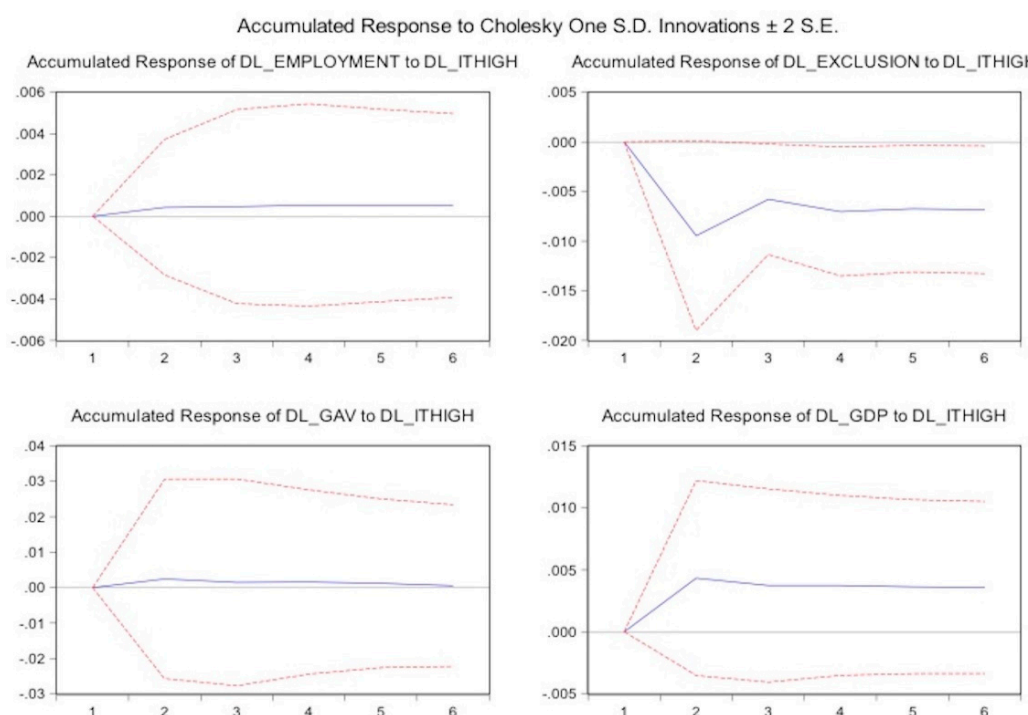 Accumulated Response to Cholesky One S.D. Innovations ± 2 S.E.
Accumulated Response of DL_EMPLOYMENT to DL_ITHIGH
.006
.004
.002
.000
-.002
-.004
-.006
1 2 3 4 5 6
Accumulated Response of DL_EXCLUSION to DL_ITHIGH
.005
.000
-.005
-.010
-.015
-.020
1 2 3 4 5 6
Accumulated Response of DL_GAV to DL_ITHIGH
.04
.03
.02
.01
.00
-.01
-.02
-.03
1 2 3 4 5 6
Accumulated Response of DL_GDP to DL_ITHIGH
.015
.010
.005
.000
-.005
1 2 3 4 5 6